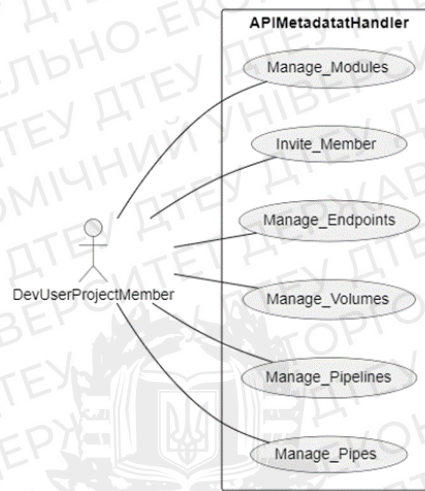 APIMetadatatHandler
Manage_Modules
Invite_Member
Manage_Endpoints
DevUserProjectMember
Manage_Volumes
Manage_Pipelines
Manage_Pipes